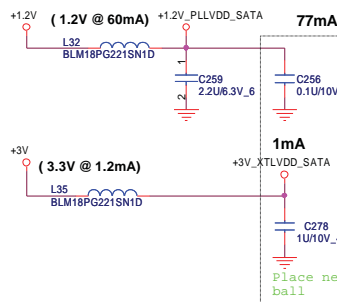 +1.2V
( 1.2V @ 60mA)
+1.2V_PLLVDD_SATA
77mA
L32
BLM18PG221SN1D
1
2
C259
2.2U/6.3V_6
C256
0.1U/10V
+3V
( 3.3V @ 1.2mA)
1mA
+3V_XTLVDD_SATA
L35
BLM18PG221SN1D
C278
1U/10V_
Place ne
ball